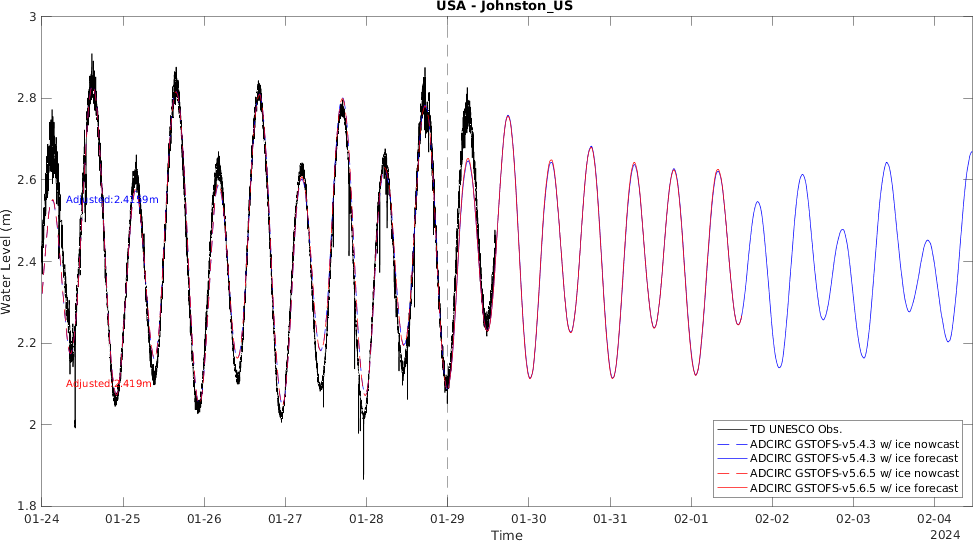 USA - Johnston_US
3
2.8
2.6
2.4
2.2
2
1.8
Water Level (m)
Adjusted:2.4159m
Adjusted:2.419m
TD UNESCO Obs.
ADCIRC GSTOFS-v5.4.3 w/ ice nowcast
ADCIRC GSTOFS-v5.4.3 w/ ice forecast
ADCIRC GSTOFS-v5.6.5 w/ ice nowcast
ADCIRC GSTOFS-v5.6.5 w/ ice forecast
01-24 01-25 01-26 01-27 01-28 01-29 01-30 01-31 02-01 02-02 02-03 02-04
Time
2024